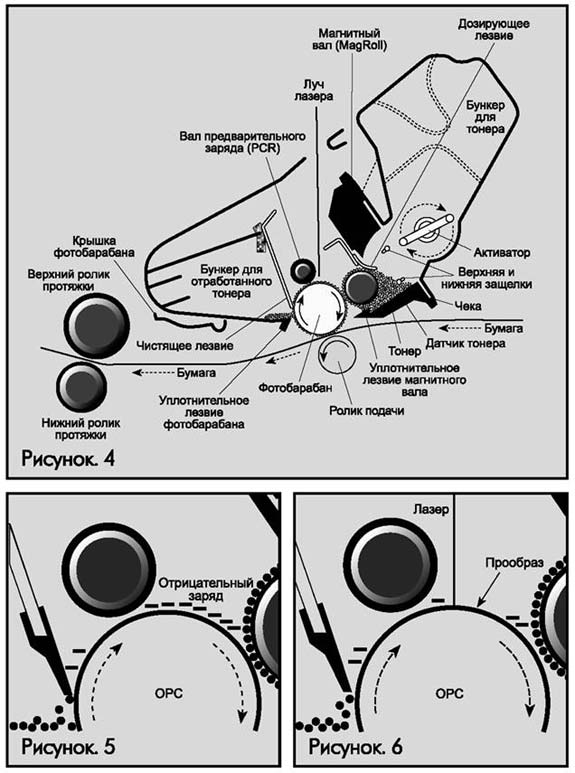 Магнитный
вал (MagRoll)
Дозирующее
лезвие
Луч
лазера
Бункер
для
тонера
Вал предварительного
заряда (PCR)
Крышка
фотобарабана
Верхний ролик
протяжки
Бункер для
отработанного
тонера
Активатор
Верхняя и
нижняя защелки
Чека
Бумага
Чистящее лезвие
Тонер
Датчик тонера
Бумага
Фотобарабан
Уплотнительное
лезвие магнитного
вала
Уплотнительное
лезвие
фотобарабана
Ролик подачи
Нижний ролик
протяжки
Рисунок. 4
Отрицательный
заряд
OPC
Рисунок. 5
Лазер
Прообраз
OPC
Рисунок. 6